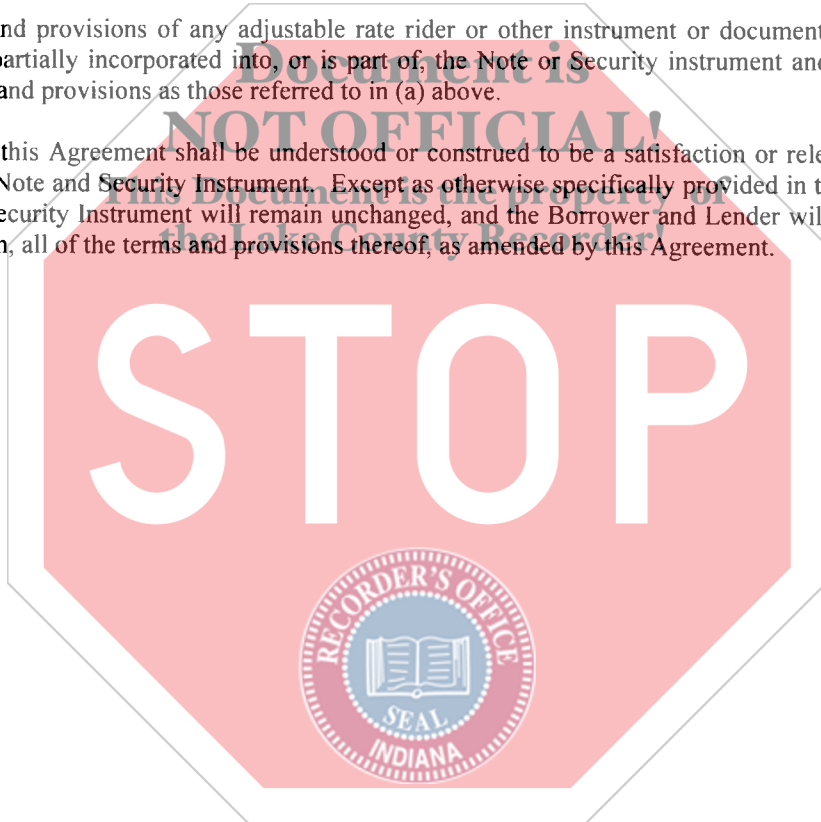 nd provisions of any adjustable rate rider or other instrument or document
partially incorporated into, or is part of, the Note or Security instrument and
and provisions as those referred to in (a) above.
Document is
NOT OFFICIAL!
this Agreement shall be understood or construed to be a satisfaction or rele
Note and Security Instrument. Except as otherwise specifically provided in t
This Document is the property of
ecurity Instrument will remain unchanged, and the Borrower and Lender will
the Lake County Recorder!
, all of the terms and provisions thereof, as amended by this Agreement.
STOP
RECORDER'S OFFICE
SEAL
INDIANA